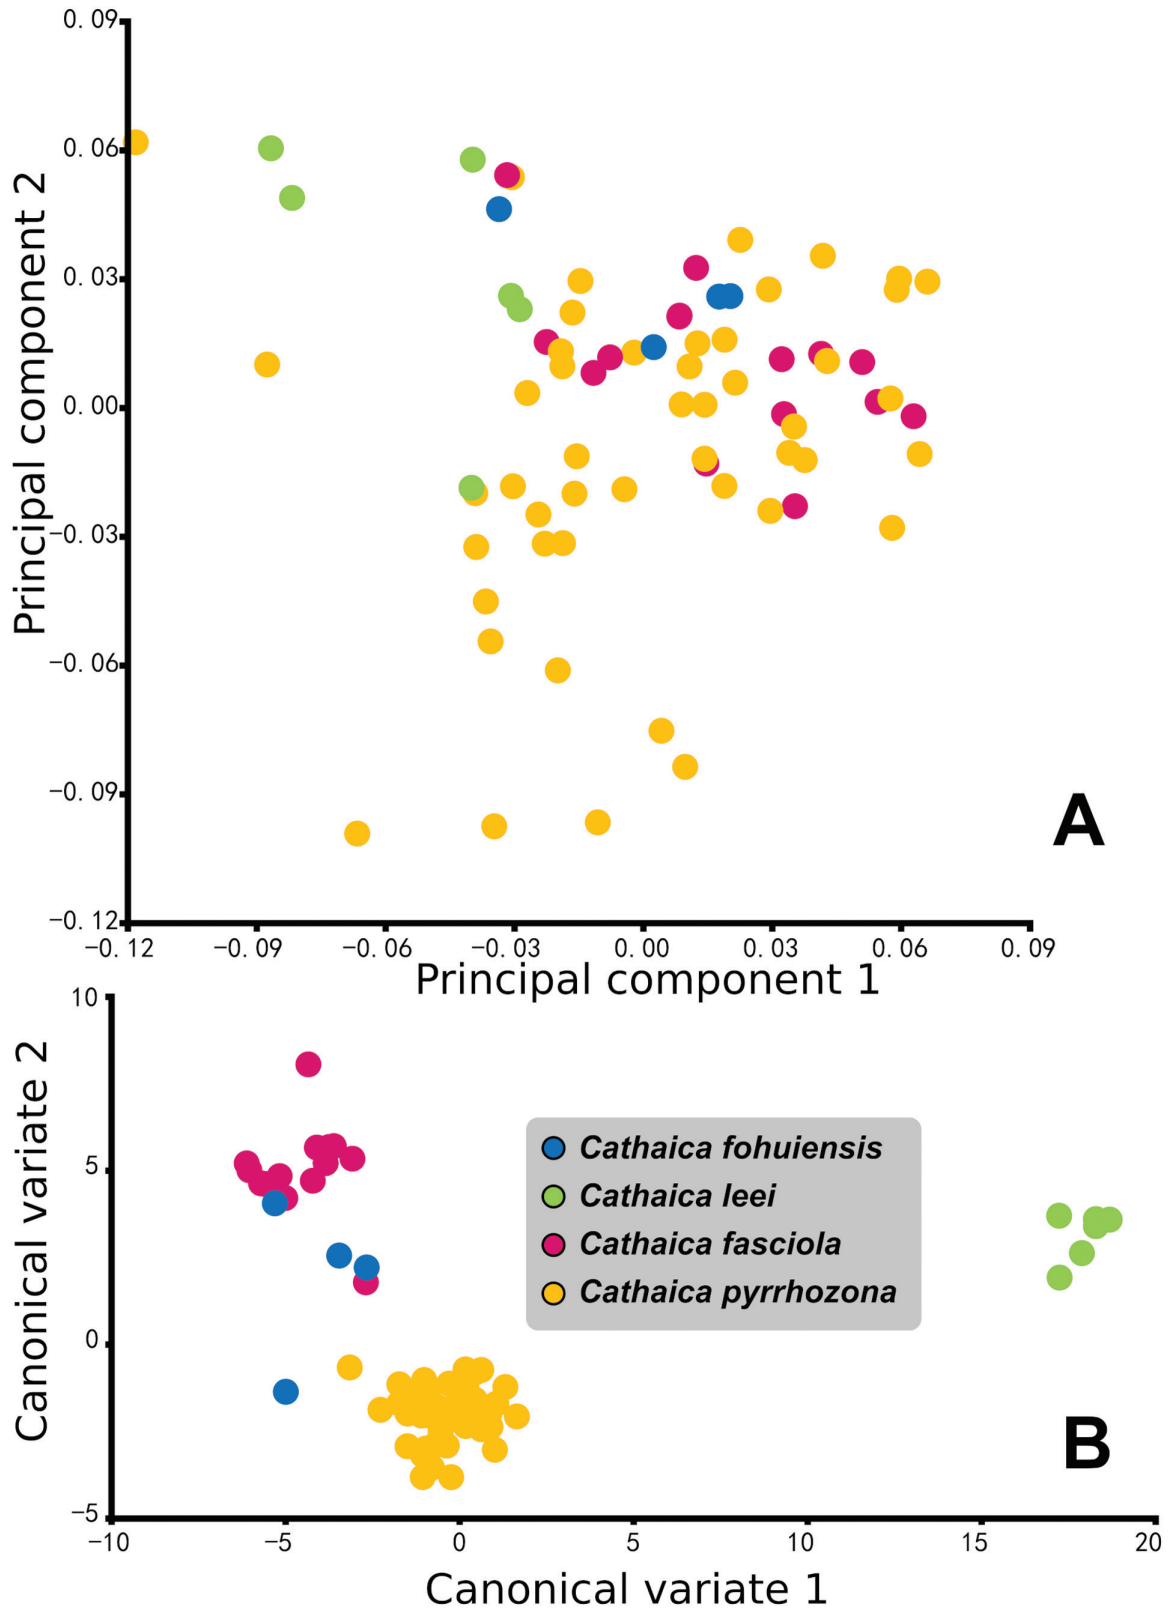 0.09
0.06
0.03
0.00
−0.03
−0.06
−0.09
−0.12
Principal component 2
A
−0.12 −0.09 −0.06 −0.03 0.00 0.03 0.06 0.09
Principal component 1
10
5
0
−5
Canonical variate 2
Cathaica fohuiensis
Cathaica leei
Cathaica fasciola
Cathaica pyrrhozona
B
−10 −5 0 5 10 15 20
Canonical variate 1